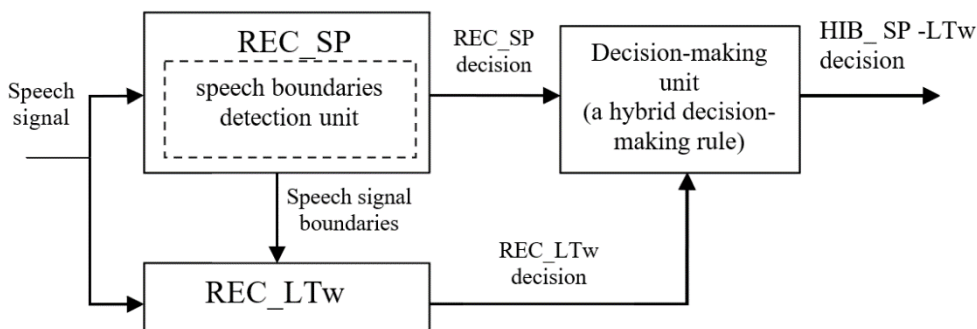 Speech
signal
REC_SP
speech boundaries
detection unit
REC_SP
decision
Decision-making
unit
(a hybrid decision-
making rule)
HIB_ SP -LTw
decision
Speech signal
boundaries
REC_LTw
REC_LTw
decision